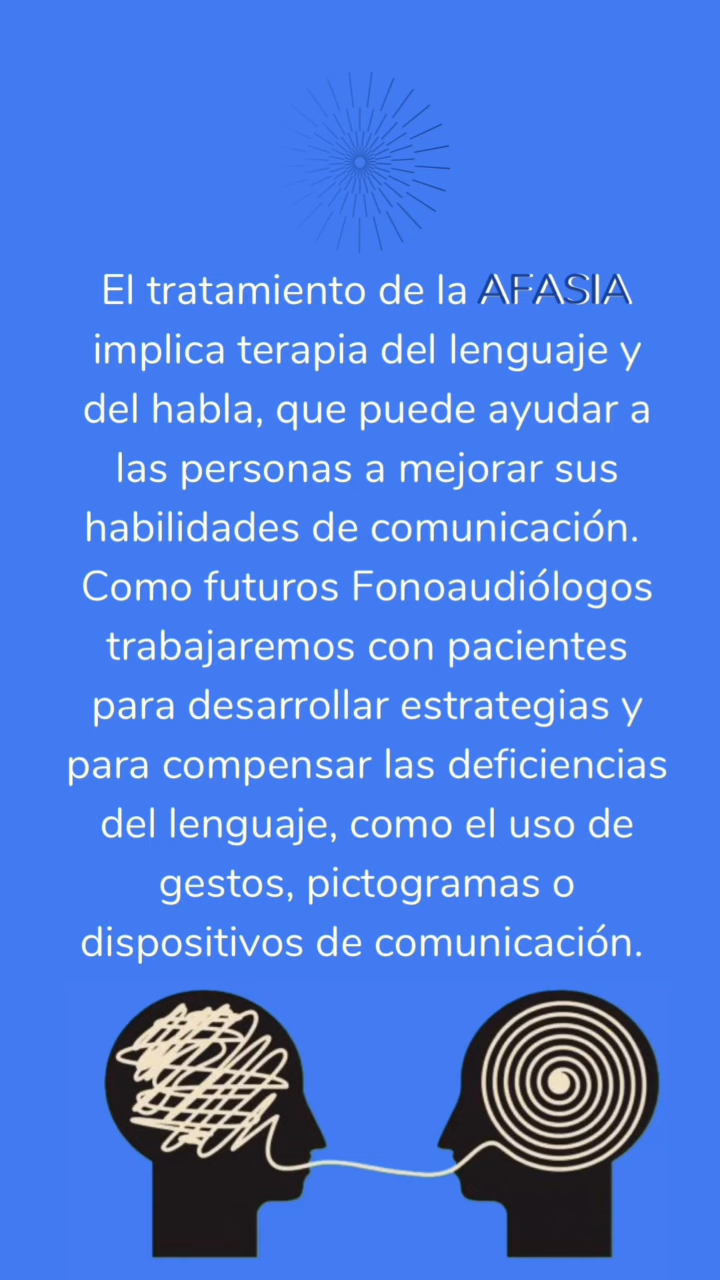 El tratamiento de la AFASIA
implica terapia del lenguaje y
del habla, que puede ayudar a
las personas a mejorar sus
habilidades de comunicación.
Como futuros Fonoaudiólogos
trabajaremos con pacientes
para desarrollar estrategias y
para compensar las deficiencias
del lenguaje, como el uso de
gestos, pictogramas o
dispositivos de comunicación.